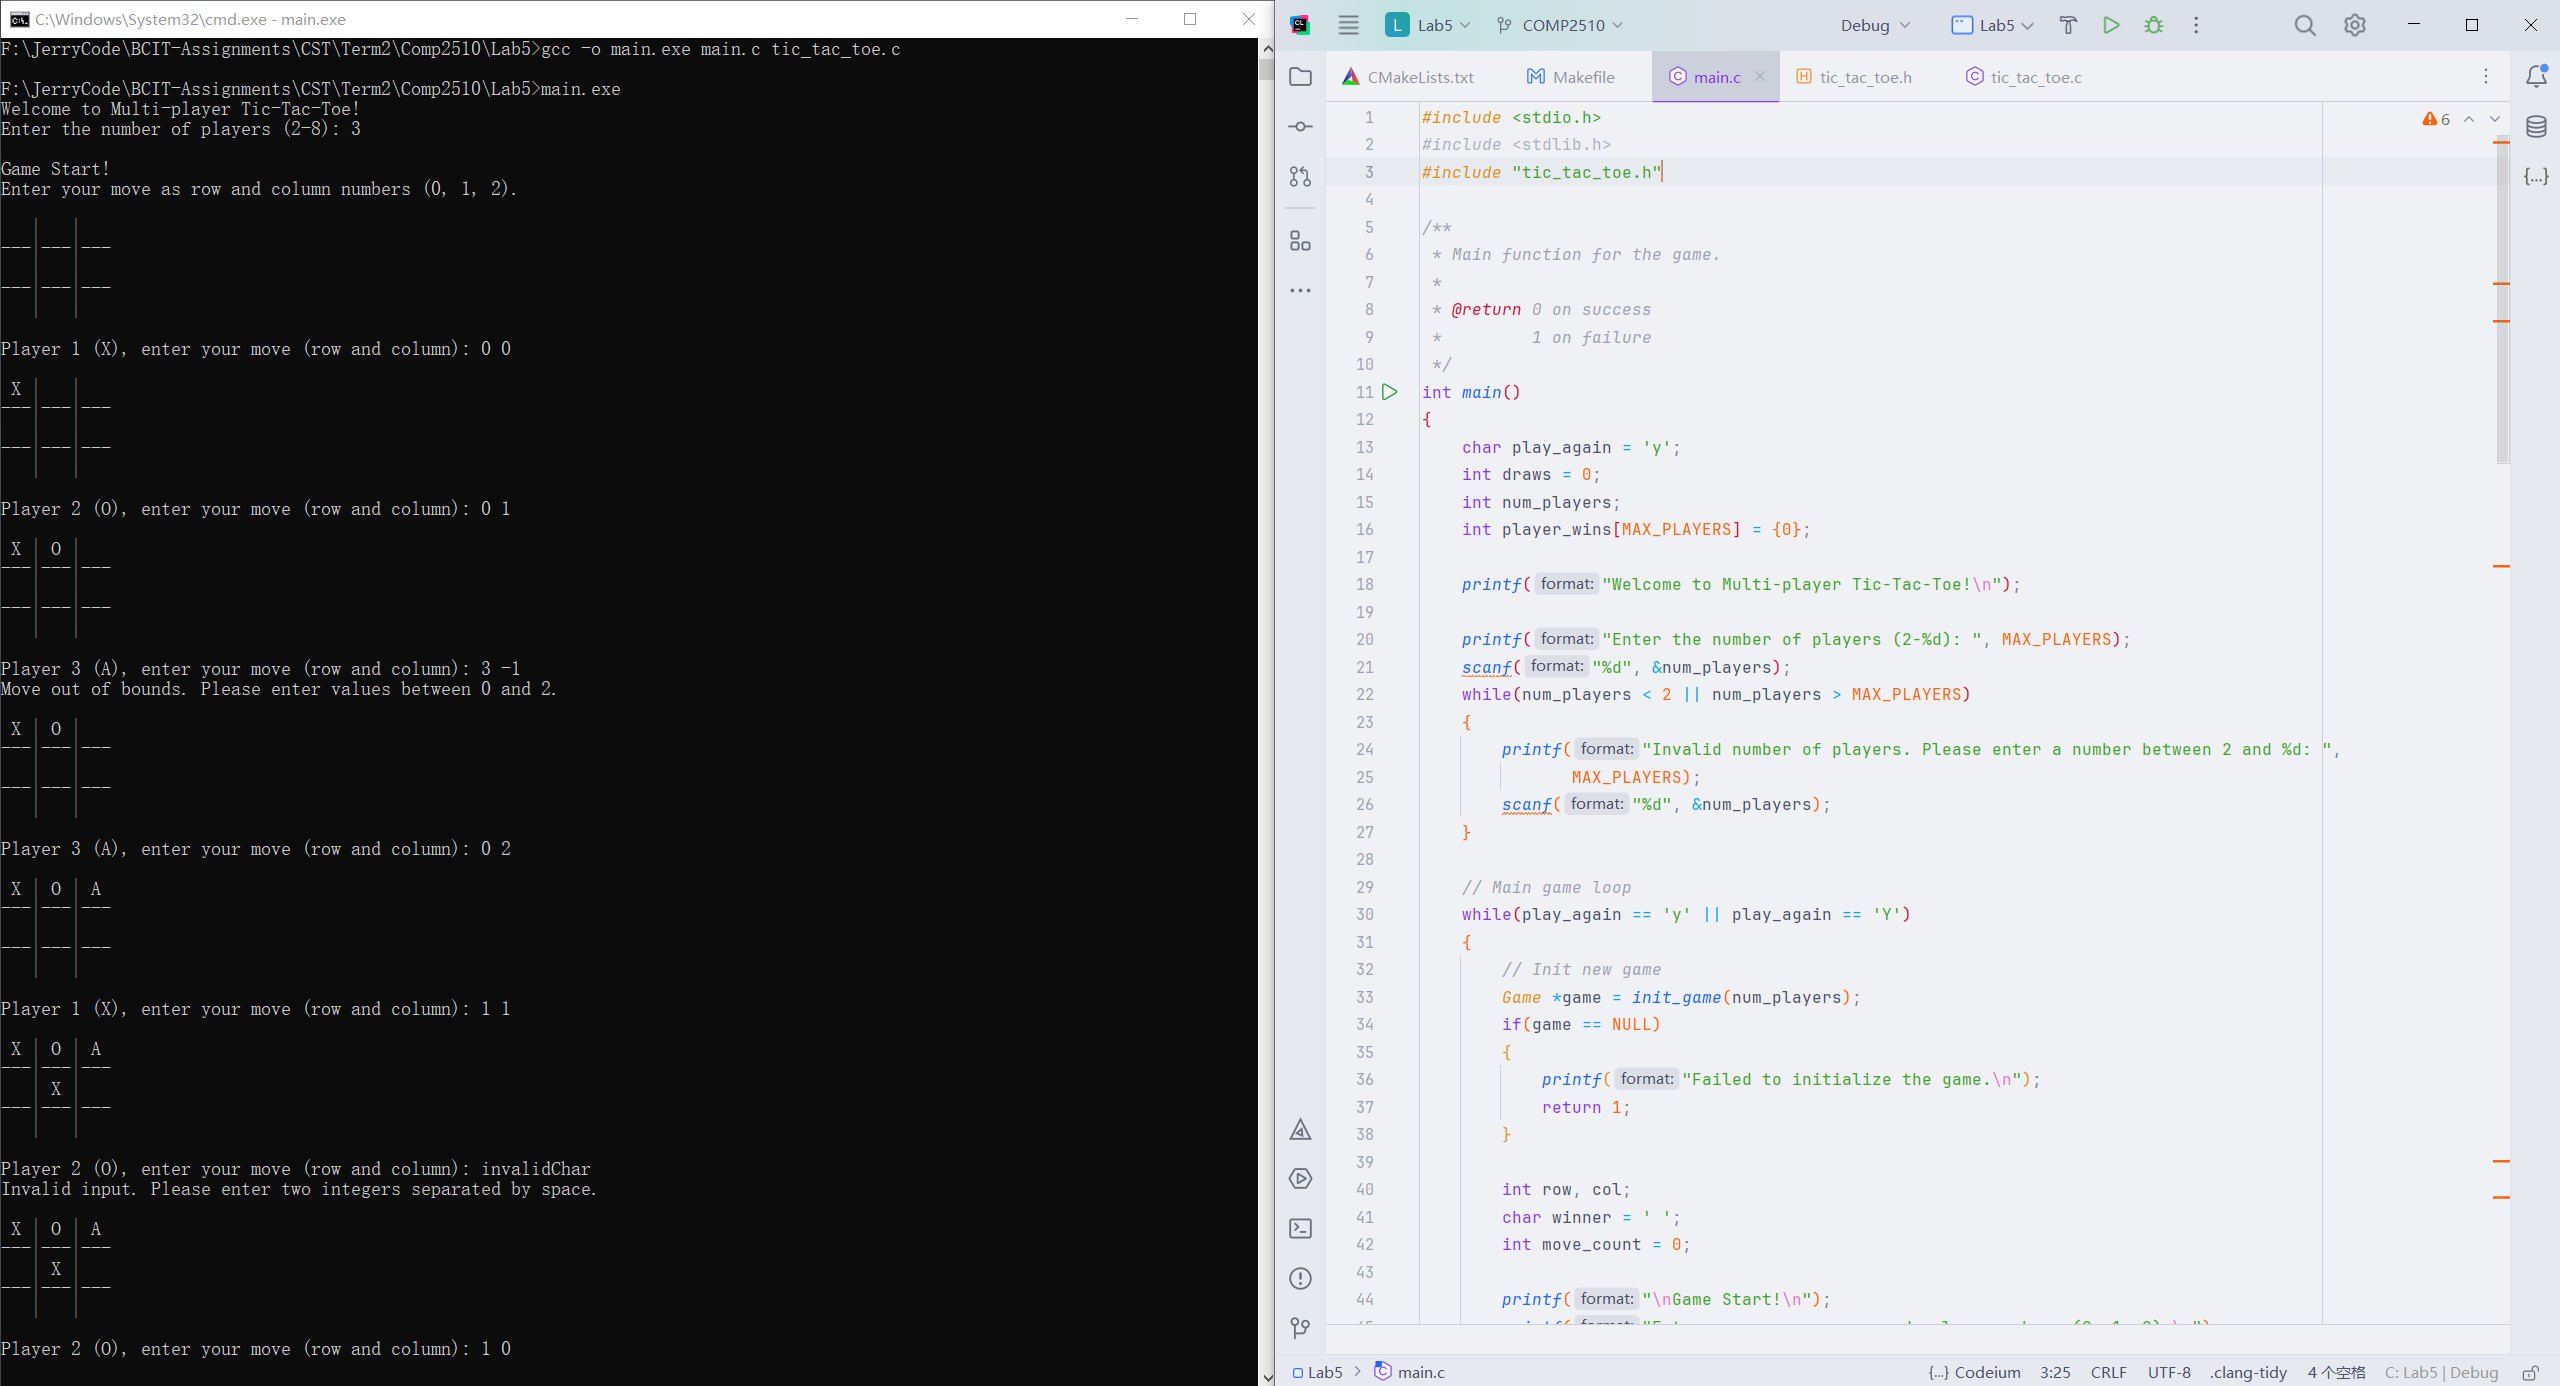 C:\Windows\System32\cmd.exe - main.exe
F:\JerryCode\BCIT-Assignments\CST\Term2\Comp2510\Lab5>gcc -o main.exe main.c tic_tac_toe.c
F:\JerryCode\BCIT-Assignments\CST\Term2\Comp2510\Lab5>main.exe
Welcome to Multi-player Tic-Tac-Toe!
Enter the number of players (2-8): 3
Game Start!
Enter your move as row and column numbers (0, 1, 2).
   |   |
---|---|---
   |   |
---|---|---
   |   |
Player 1 (X), enter your move (row and column): 0 0
 X |   |
---|---|---
   |   |
---|---|---
   |   |
Player 2 (O), enter your move (row and column): 0 1
 X | O |
---|---|---
   |   |
---|---|---
   |   |
Player 3 (A), enter your move (row and column): 3 -1
Move out of bounds. Please enter values between 0 and 2.
 X | O |
---|---|---
   |   |
---|---|---
   |   |
Player 3 (A), enter your move (row and column): 0 2
 X | O | A
---|---|---
   |   |
---|---|---
   |   |
Player 1 (X), enter your move (row and column): 1 1
 X | O | A
---|---|---
   | X |
---|---|---
   |   |
Player 2 (O), enter your move (row and column): invalidChar
Invalid input. Please enter two integers separated by space.
 X | O | A
---|---|---
   | X |
---|---|---
   |   |
Player 2 (O), enter your move (row and column): 1 0
L Lab5 COMP2510 Debug Lab5
CMakeLists.txt Makefile main.c tic_tac_toe.h tic_tac_toe.c
6
1 #include <stdio.h>
2 #include <stdlib.h>
3 #include "tic_tac_toe.h"
4
5 /**
6  * Main function for the game.
7  *
8  * @return 0 on success
9  *         1 on failure
10  */
11 int main()
12 {
13     char play_again = 'y';
14     int draws = 0;
15     int num_players;
16     int player_wins[MAX_PLAYERS] = {0};
17
18     printf( format: "Welcome to Multi-player Tic-Tac-Toe!\n");
19
20     printf( format: "Enter the number of players (2-%d): ", MAX_PLAYERS);
21     scanf( format: "%d", &num_players);
22     while(num_players < 2 || num_players > MAX_PLAYERS)
23     {
24         printf( format: "Invalid number of players. Please enter a number between 2 and %d: ",
25                MAX_PLAYERS);
26         scanf( format: "%d", &num_players);
27     }
28
29     // Main game loop
30     while(play_again == 'y' || play_again == 'Y')
31     {
32         // Init new game
33         Game *game = init_game(num_players);
34         if(game == NULL)
35         {
36             printf( format: "Failed to initialize the game.\n");
37             return 1;
38         }
39
40         int row, col;
41         char winner = ' ';
42         int move_count = 0;
43
44         printf( format: "\nGame Start!\n");
Lab5 > main.c {...} Codeium 3:25 CRLF UTF-8 .clang-tidy 4 个空格 C: Lab5 | Debug